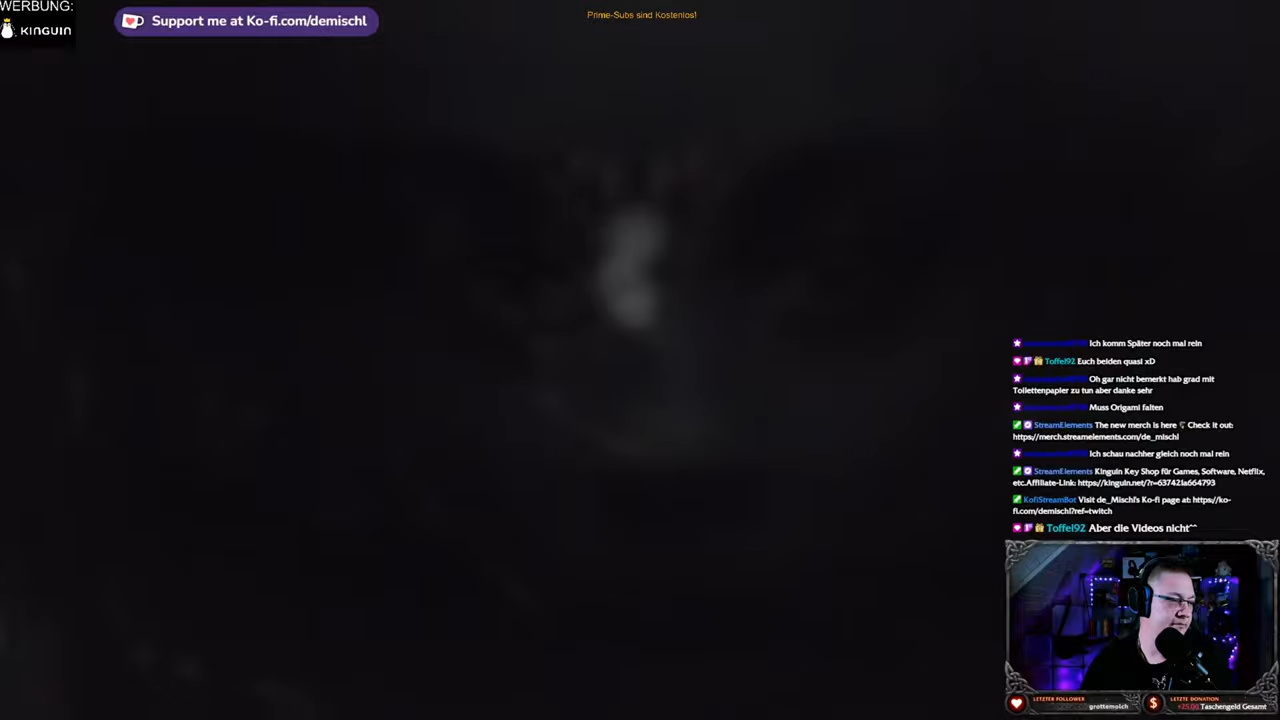 WERBUNG:
KINGUIN
Support me at Ko-fi.com/demischl
Prime-Subs sind Kostenlos!
Ich komm Später noch mal rein
Toffel92 Euch beiden quasi xD
Oh gar nicht bemerkt hab grad mit
Toilettenpapier zu tun aber danke sehr
Muss Origami falten
StreamElements The new merch is here Check it out:
https://merch.streamelements.com/de_mischl
Ich schau nachher gleich noch mal rein
StreamElements Kinguin Key Shop für Games, Software, Netflix,
etc.Affiliate-Link: https://kinguin.net/?r=637421a664793
KofiStreamBot Visit de_Mischl's Ko-fi page at: https://ko-
fi.com/demischl?ref=twitch
Toffel92 Aber die Videos nicht^^
LETZTER FOLLOWER
grottemolch
LETZTE DONATION
+25,00 Taschengeld Gesamt